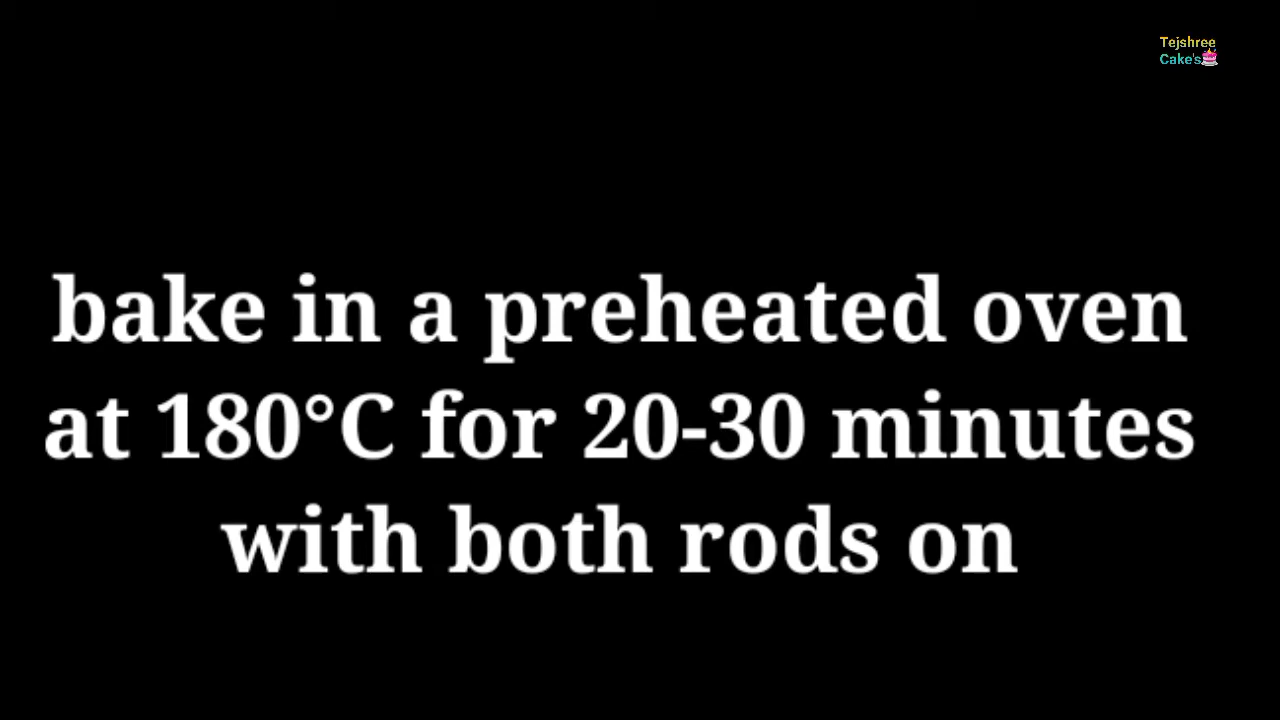 Tejshree
Cake's
bake in a preheated oven
at 180°C for 20-30 minutes
with both rods on